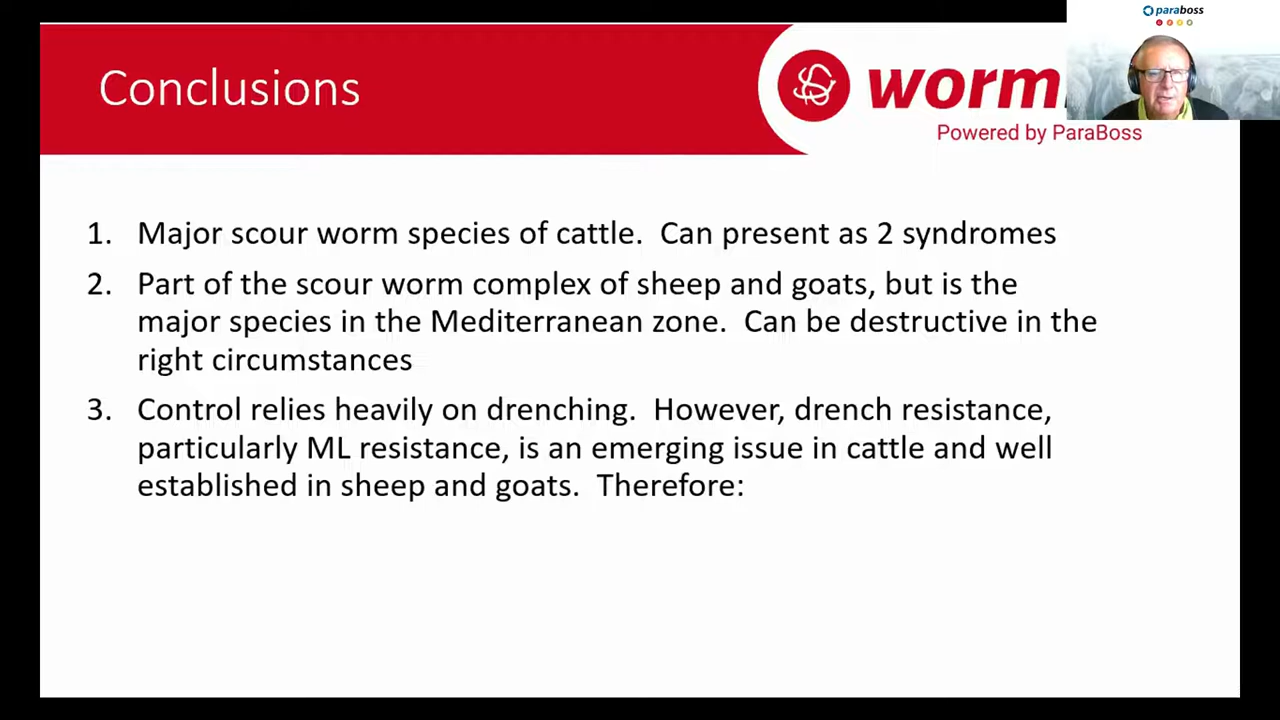 paraboss
Conclusions
worm
Powered by ParaBoss
1. Major scour worm species of cattle. Can present as 2 syndromes
2. Part of the scour worm complex of sheep and goats, but is the
major species in the Mediterranean zone. Can be destructive in the
right circumstances
3. Control relies heavily on drenching. However, drench resistance,
particularly ML resistance, is an emerging issue in cattle and well
established in sheep and goats. Therefore: